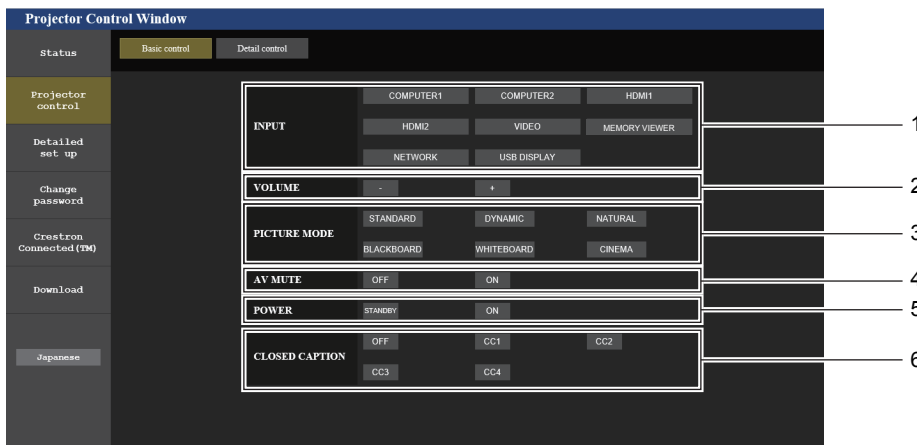 Projector Control Window
Status
Basic control
Detail control
Projector
control
Detailed
set up
Change
password
Crestron
Connected(TM)
Download
Japanese
INPUT
COMPUTER1 COMPUTER2 HDMI1
HDMI2 VIDEO MEMORY VIEWER
NETWORK USB DISPLAY
1
VOLUME - +
2
PICTURE MODE
STANDARD DYNAMIC NATURAL
BLACKBOARD WHITEBOARD CINEMA
3
AV MUTE OFF ON
4
POWER STANDBY ON
5
CLOSED CAPTION
OFF CC1 CC2
CC3 CC4
6